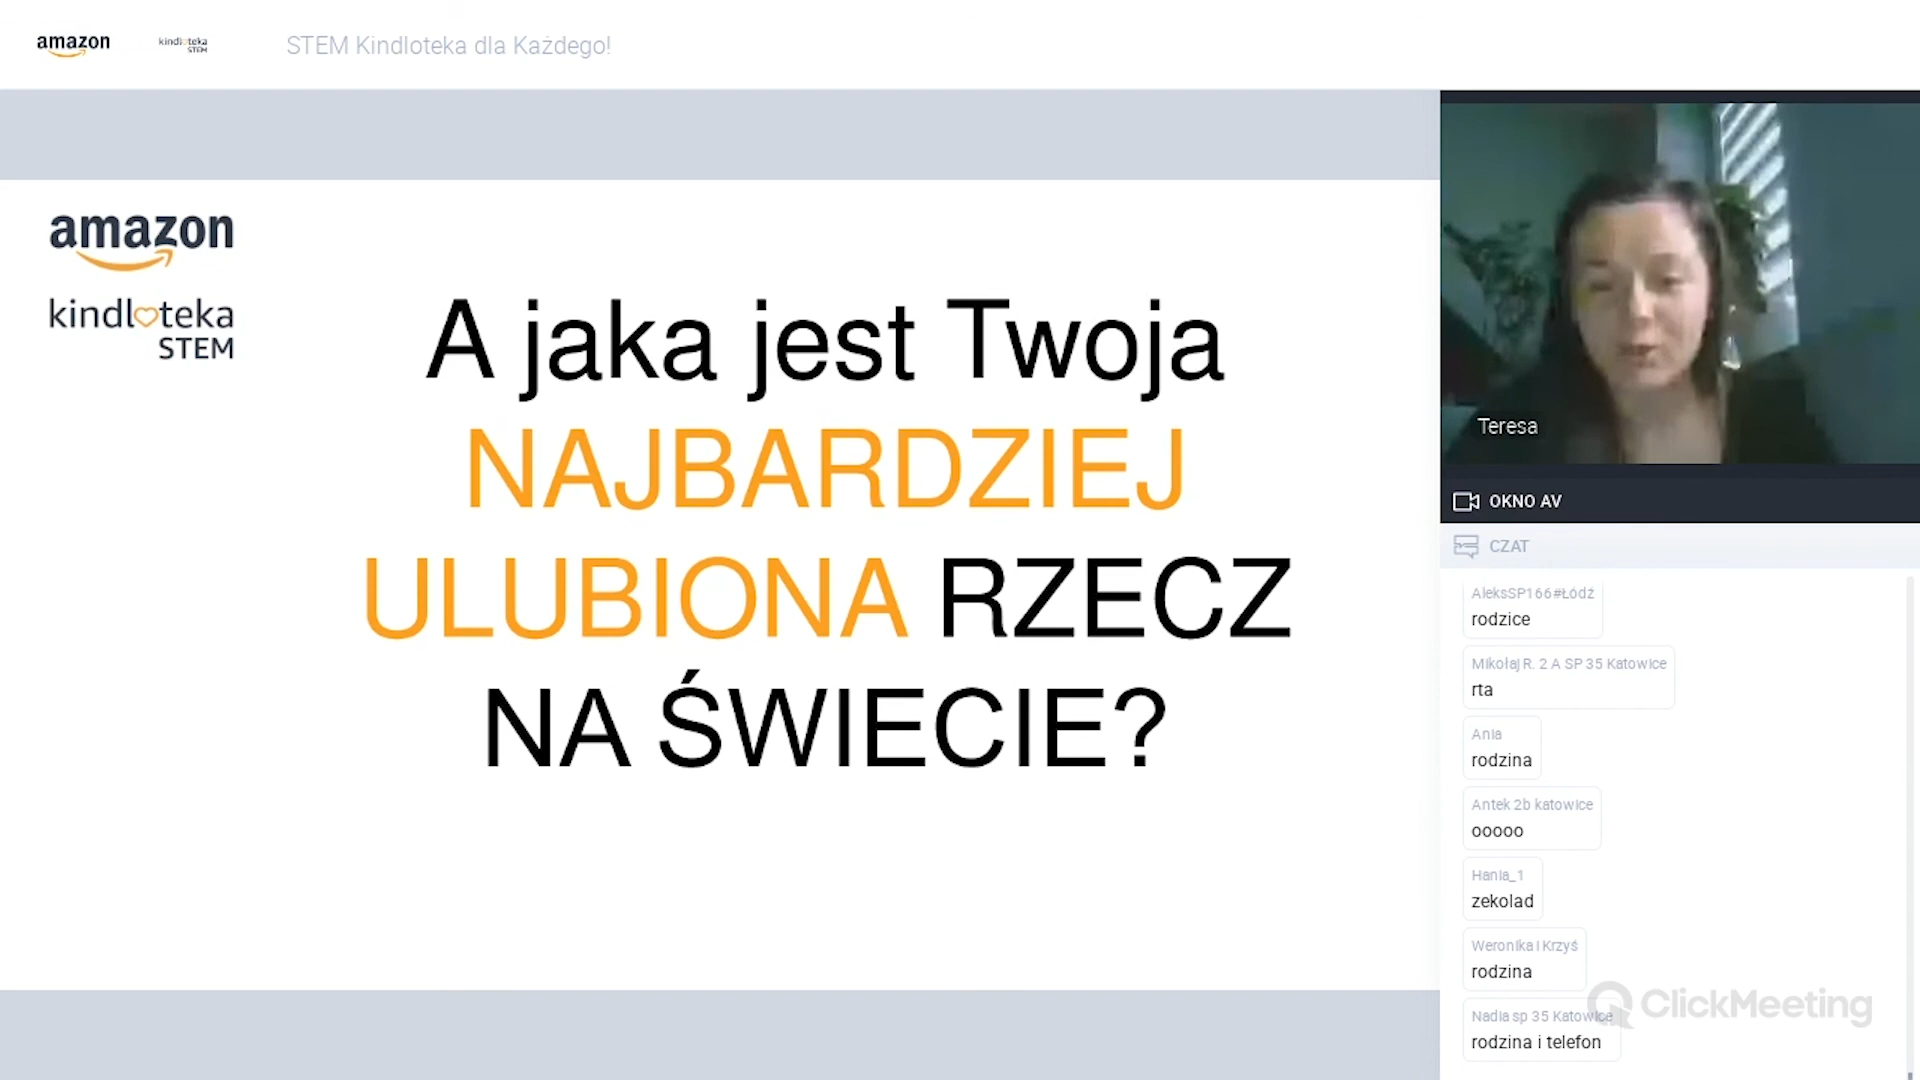 amazon
kindloteka
STEM
STEM Kindloteka dla Każdego!
amazon
kindloteka
STEM
A jaka jest Twoja
NAJBARDZIEJ
ULUBIONA RZECZ
NA ŚWIECIE?
Teresa
OKNO AV
CZAT
AleksSP166#Łódź
rodzice
Mikołaj R. 2 A SP 35 Katowice
rta
Ania
rodzina
Antek 2b katowice
ooooo
Hania_1
zekolad
Weronika i Krzyś
rodzina
Nadia sp 35 Katowice
rodzina i telefon
ClickMeeting